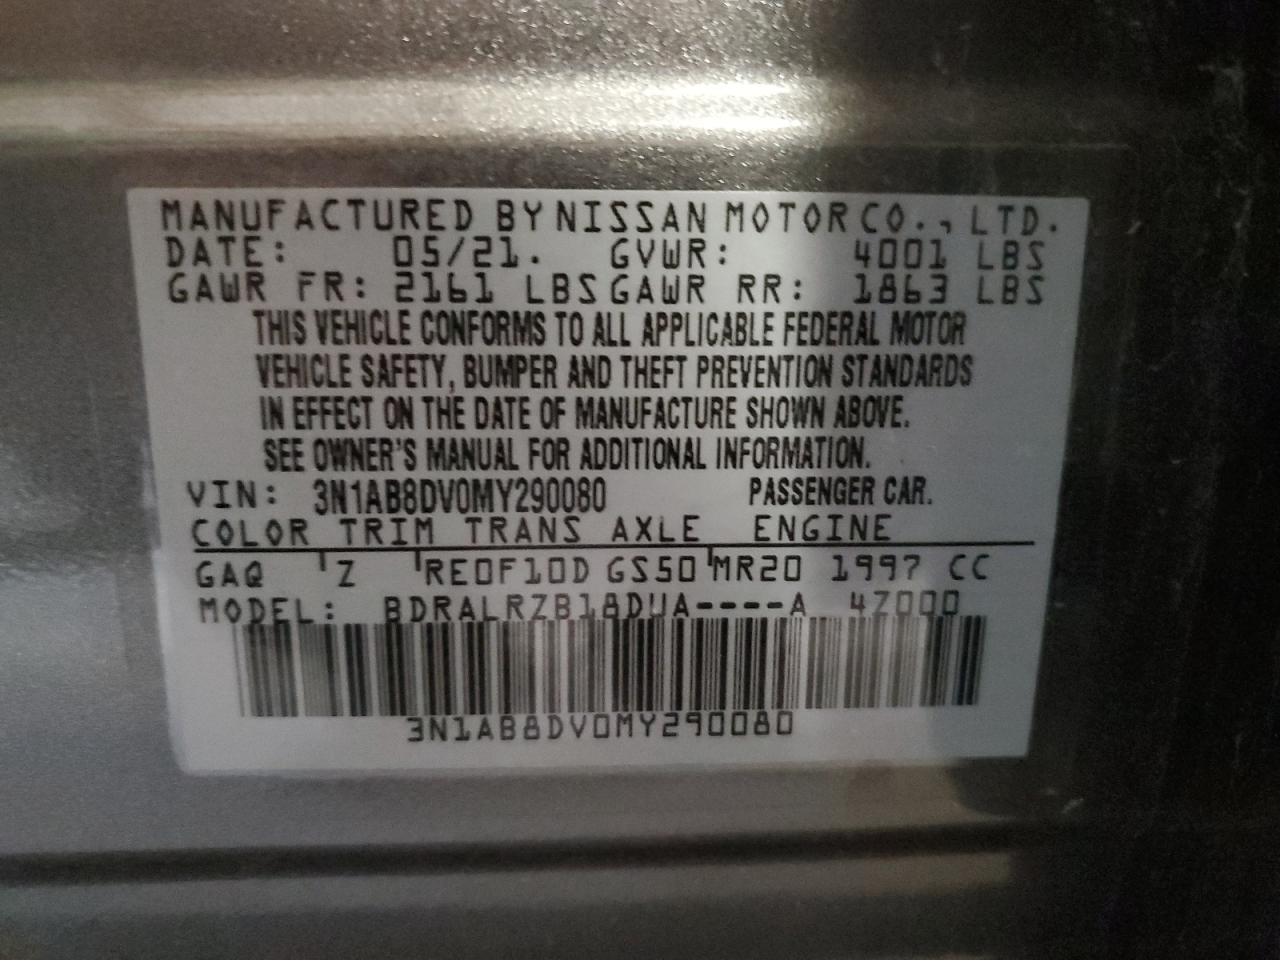 MANUFACTURED BY NISSAN MOTOR CO., LTD.
DATE: 05/21. GVWR: 4001 LBS
GAWR FR: 2161 LBS GAWR RR: 1863 LBS
THIS VEHICLE CONFORMS TO ALL APPLICABLE FEDERAL MOTOR
VEHICLE SAFETY, BUMPER AND THEFT PREVENTION STANDARDS
IN EFFECT ON THE DATE OF MANUFACTURE SHOWN ABOVE.
SEE OWNER'S MANUAL FOR ADDITIONAL INFORMATION.
VIN: 3N1AB8DV0MY290080 PASSENGER CAR.
COLOR TRIM TRANS AXLE ENGINE
GAQ Z RE0F10D GS50 MR20 1997 CC
MODEL: BDRALRZB18DUA----A 4Z000
3N1AB8DV0MY290080